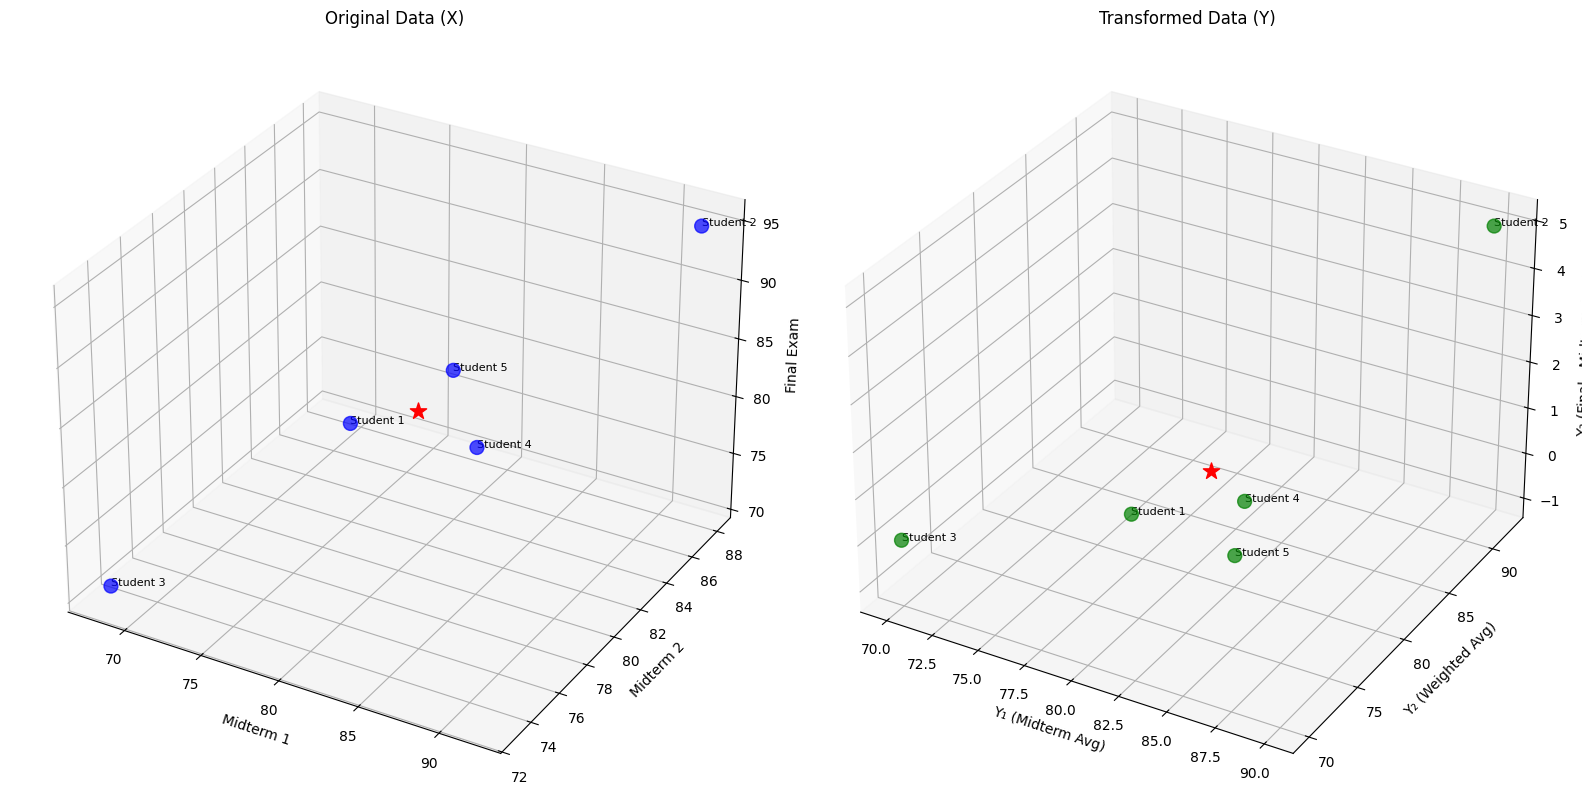 Original Data (X)
Student 2
Student 5
Student 1
Student 4
Student 3
95
90
85
80
75
70
Final Exam
70
75
80
85
90
Midterm 1
72
74
76
78
80
82
84
86
88
Midterm 2
Transformed Data (Y)
Student 2
Student 4
Student 1
Student 3
Student 5
5
4
3
2
1
0
−1
70.0
72.5
75.0
77.5
80.0
82.5
85.0
87.5
90.0
Y₁ (Midterm Avg)
70
75
80
85
90
Y₂ (Weighted Avg)